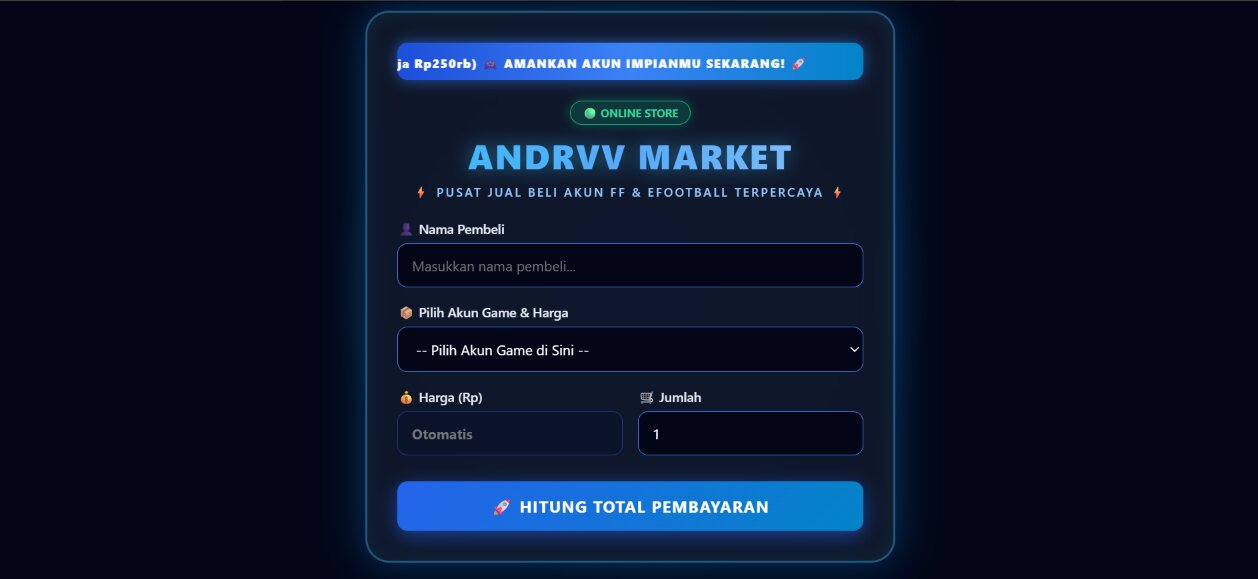 ja Rp250rb) 🎮 AMANKAN AKUN IMPIANMU SEKARANG! 🚀
ONLINE STORE
ANDRVV MARKET
⚡ PUSAT JUAL BELI AKUN FF & EFOOTBALL TERPERCAYA ⚡
👤 Nama Pembeli
Masukkan nama pembeli...
📦 Pilih Akun Game & Harga
-- Pilih Akun Game di Sini --
💰 Harga (Rp) 🛒 Jumlah
Otomatis 1
🚀 HITUNG TOTAL PEMBAYARAN